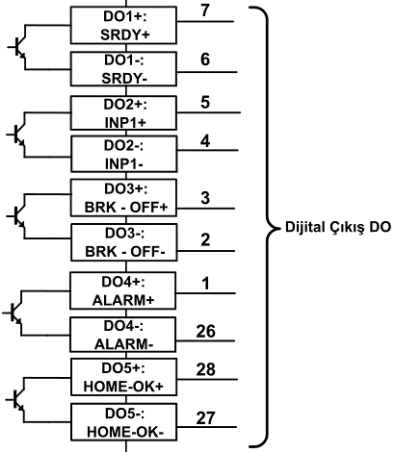 DO1+: 7
SRDY+
DO1-: 6
SRDY-
DO2+: 5
INP1+
DO2-: 4
INP1-
DO3+: 3
BRK - OFF+
DO3-: 2
BRK - OFF-
Dijital Çıkış DO
DO4+: 1
ALARM+
DO4-: 26
ALARM-
DO5+: 28
HOME-OK+
DO5-: 27
HOME-OK-